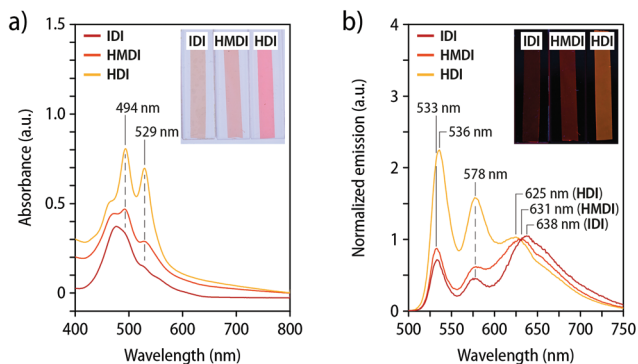 a)
IDI
HMDI
HDI
IDI HMDI HDI
494 nm
529 nm
Absorbance (a.u.)
1.5
1.0
0.5
0
400 500 600 700 800
Wavelength (nm)
b)
IDI
HMDI
HDI
IDI HMDI HDI
533 nm
536 nm
578 nm
625 nm (HDI)
631 nm (HMDI)
638 nm (IDI)
Normalized emission (a.u.)
4
3
2
1
0
500 550 600 650 700 750
Wavelength (nm)